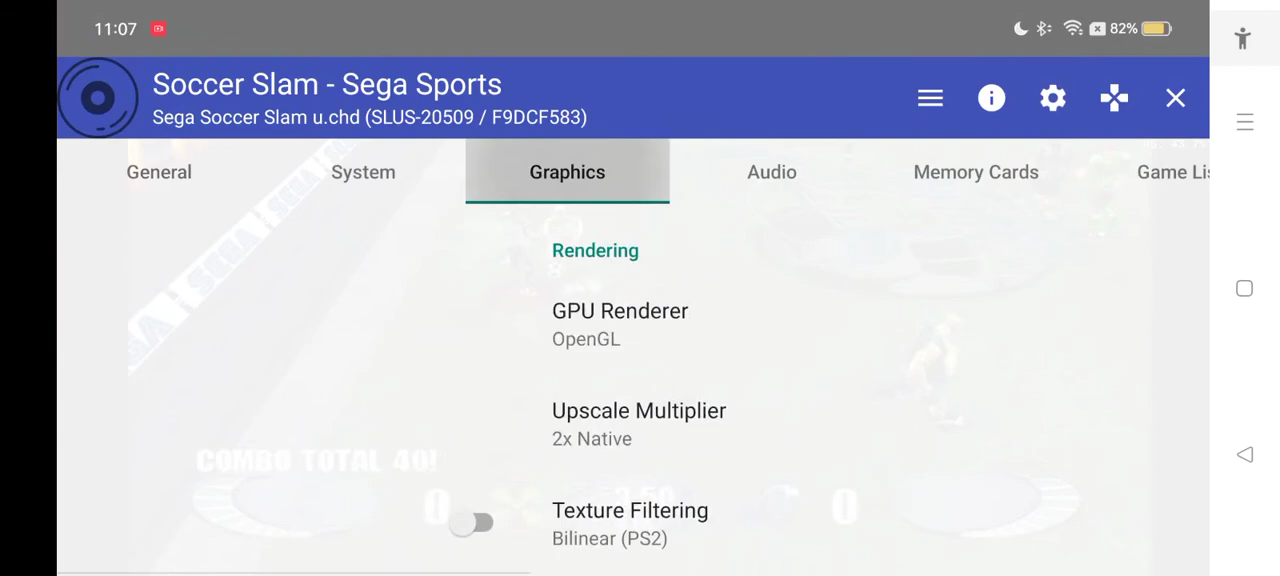 11:07
82%
Soccer Slam - Sega Sports
Sega Soccer Slam u.chd (SLUS-20509 / F9DCF583)
General System Graphics Audio Memory Cards Game Lis
Rendering
GPU Renderer
OpenGL
Upscale Multiplier
2x Native
COMBO TOTAL 40!
0 0
Texture Filtering
Bilinear (PS2)
SEGA
SEGA